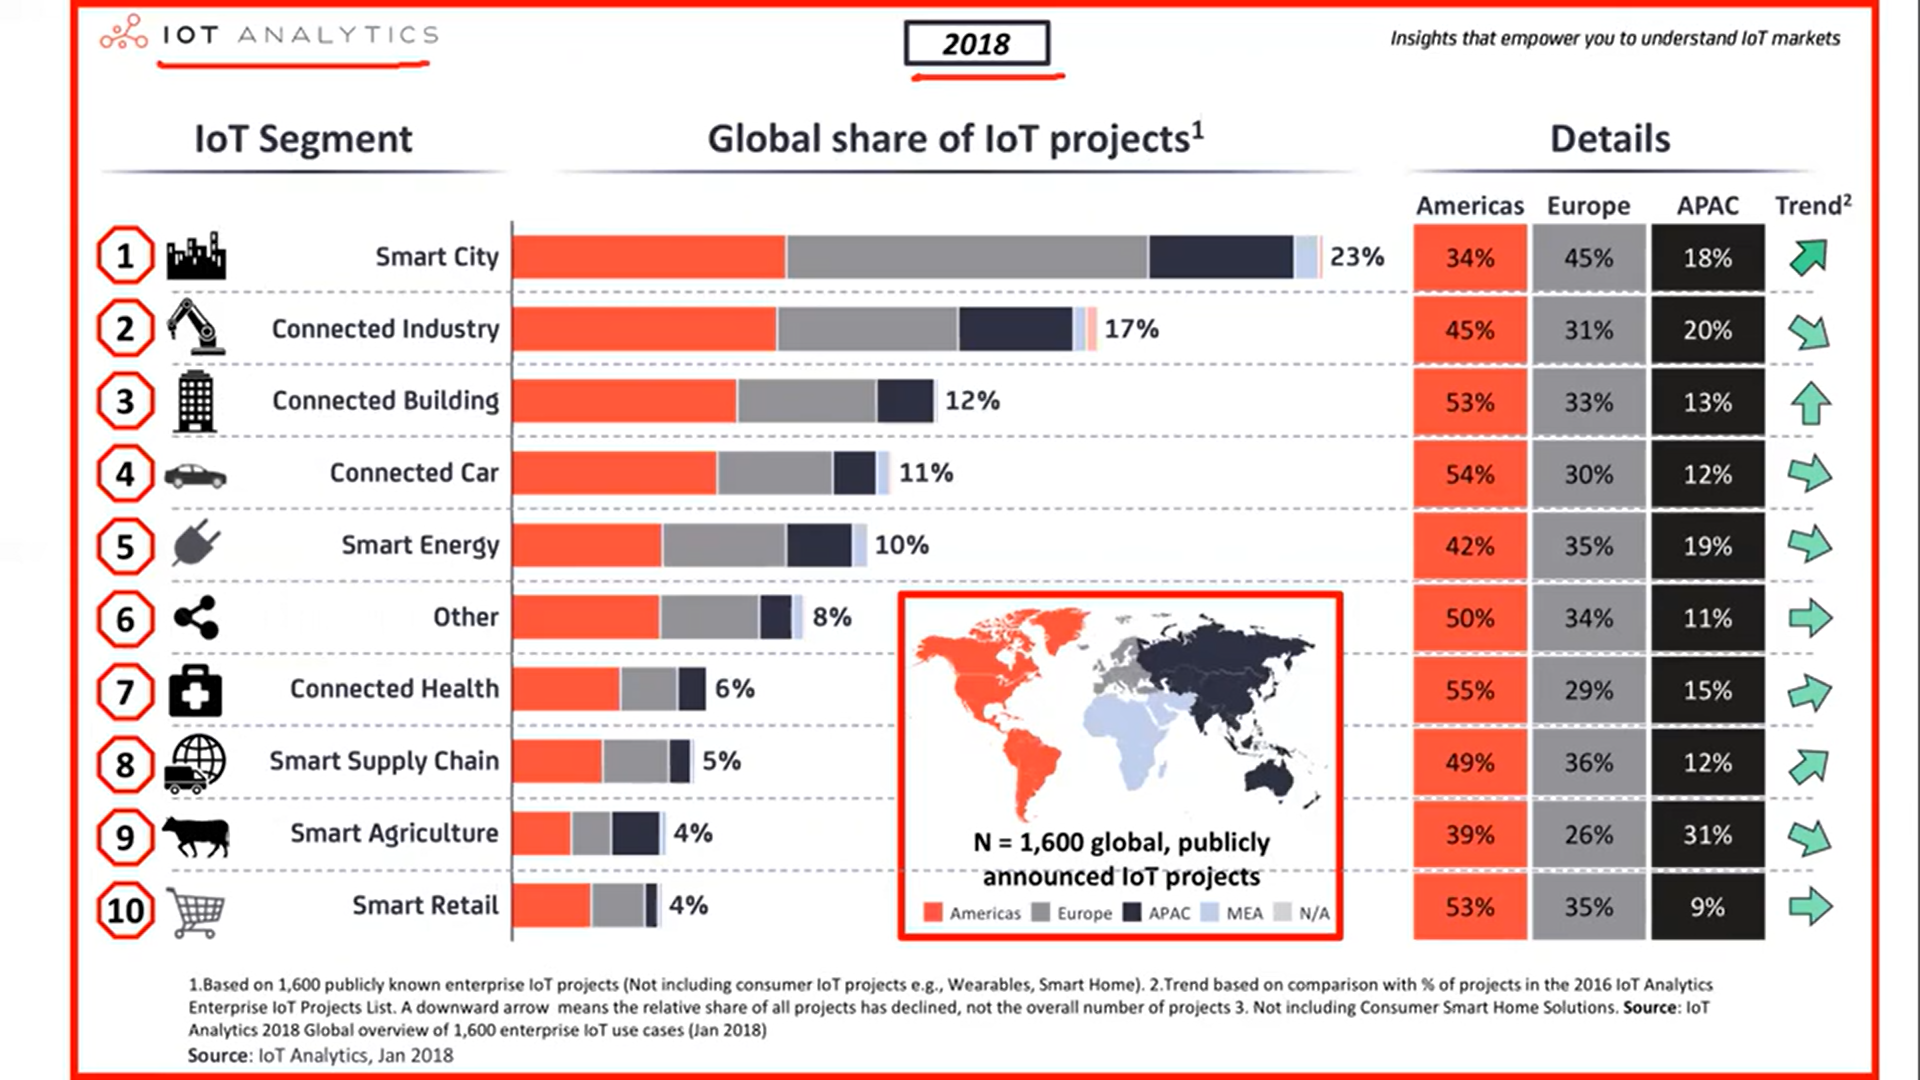 IOT ANALYTICS
2018
Insights that empower you to understand IoT markets
IoT Segment
Global share of IoT projects¹
Details
Americas Europe APAC Trend²
1 Smart City 23% 34% 45% 18%
2 Connected Industry 17% 45% 31% 20%
3 Connected Building 12% 53% 33% 13%
4 Connected Car 11% 54% 30% 12%
5 Smart Energy 10% 42% 35% 19%
6 Other 8% 50% 34% 11%
7 Connected Health 6% 55% 29% 15%
8 Smart Supply Chain 5% 49% 36% 12%
9 Smart Agriculture 4% 39% 26% 31%
10 Smart Retail 4% 53% 35% 9%
N = 1,600 global, publicly
announced IoT projects
Americas Europe APAC MEA N/A
1.Based on 1,600 publicly known enterprise IoT projects (Not including consumer IoT projects e.g., Wearables, Smart Home). 2.Trend based on comparison with % of projects in the 2016 IoT Analytics
Enterprise IoT Projects List. A downward arrow means the relative share of all projects has declined, not the overall number of projects 3. Not including Consumer Smart Home Solutions. Source: IoT
Analytics 2018 Global overview of 1,600 enterprise IoT use cases (Jan 2018)
Source: IoT Analytics, Jan 2018